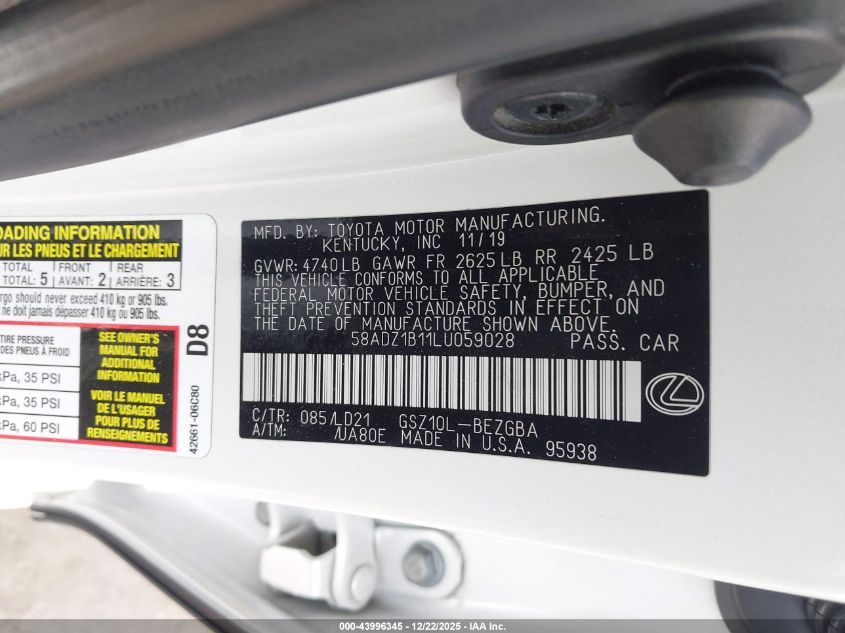 OADING INFORMATION
UR LES PNEUS ET LE CHARGEMENT
TOTAL FRONT REAR
TOTAL: 5 AVANT: 2 ARRIÈRE: 3
rgo should never exceed 410 kg or 905 lbs.
ne doit jamais dépasser 410 kg ou 905 lbs.
TIRE PRESSURE
DES PNEUS À FROID
kPa, 35 PSI
kPa, 35 PSI
kPa, 60 PSI
SEE OWNER'S
MANUAL FOR
ADDITIONAL
INFORMATION
VOIR LE MANUEL
DE L'USAGER
POUR PLUS DE
RENSEIGNEMENTS
D8
42661-06C80
MFD. BY: TOYOTA MOTOR MANUFACTURING.
KENTUCKY, INC 11/19
GVWR: 4740LB GAWR FR 2625LB RR 2425 LB
THIS VEHICLE CONFORMS TO ALL APPLICABLE
FEDERAL MOTOR VEHICLE SAFETY, BUMPER, AND
THEFT PREVENTION STANDARDS IN EFFECT ON
THE DATE OF MANUFACTURE SHOWN ABOVE.
58ADZ1B11LU059028 PASS. CAR
C/TR: 085/LD21 GSZ10L-BEZGBA
A/TM: /UA80E MADE IN U.S.A. 95938
000-43996345 - 12/22/2025 - IAA Inc.